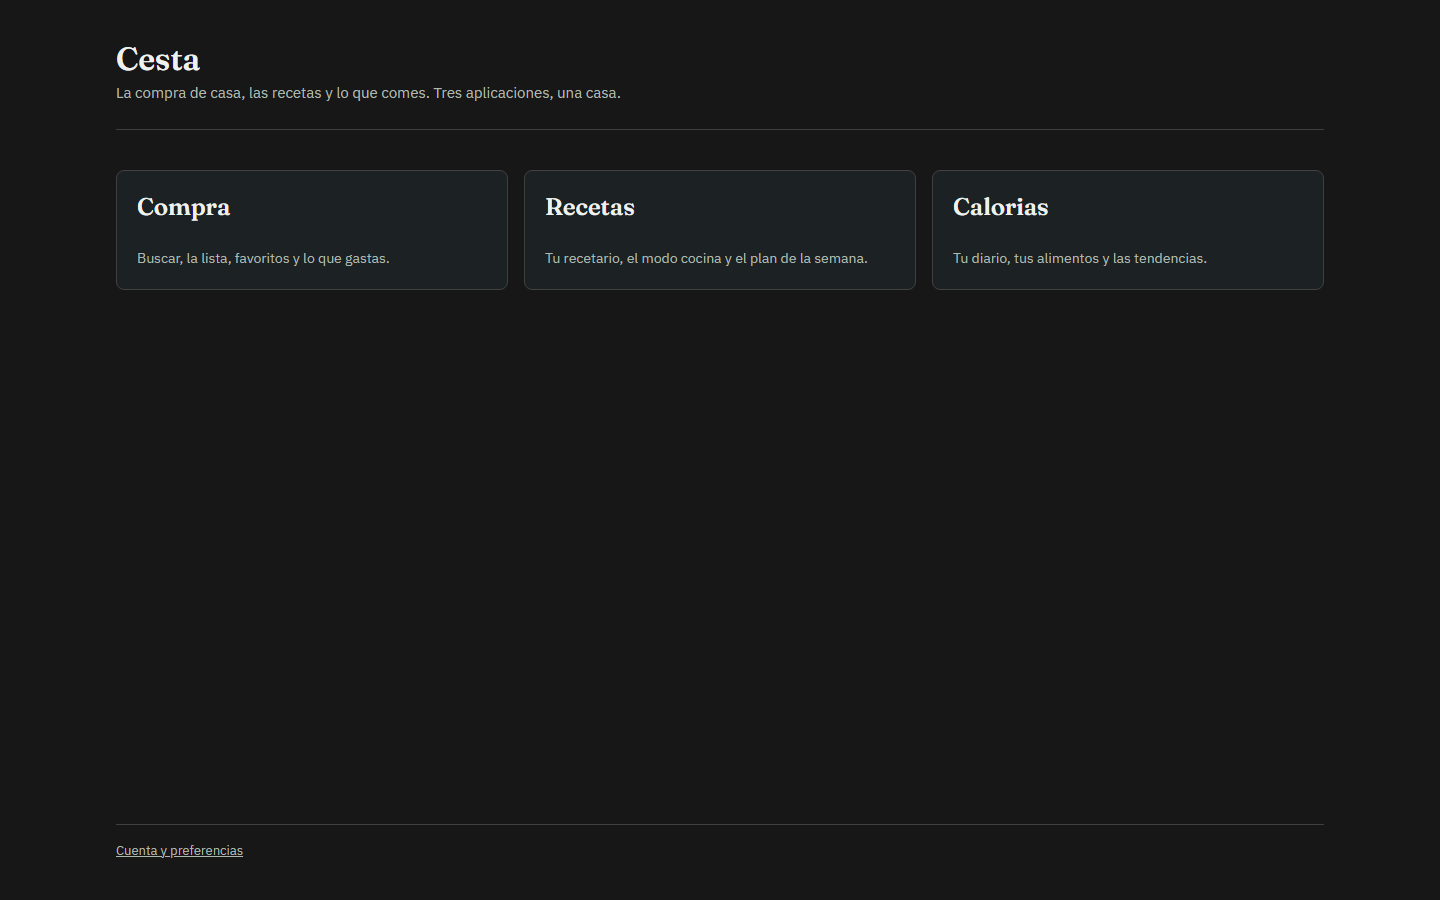 Cesta
La compra de casa, las recetas y lo que comes. Tres aplicaciones, una casa.
Compra
Buscar, la lista, favoritos y lo que gastas.
Recetas
Tu recetario, el modo cocina y el plan de la semana.
Calorias
Tu diario, tus alimentos y las tendencias.
Cuenta y preferencias